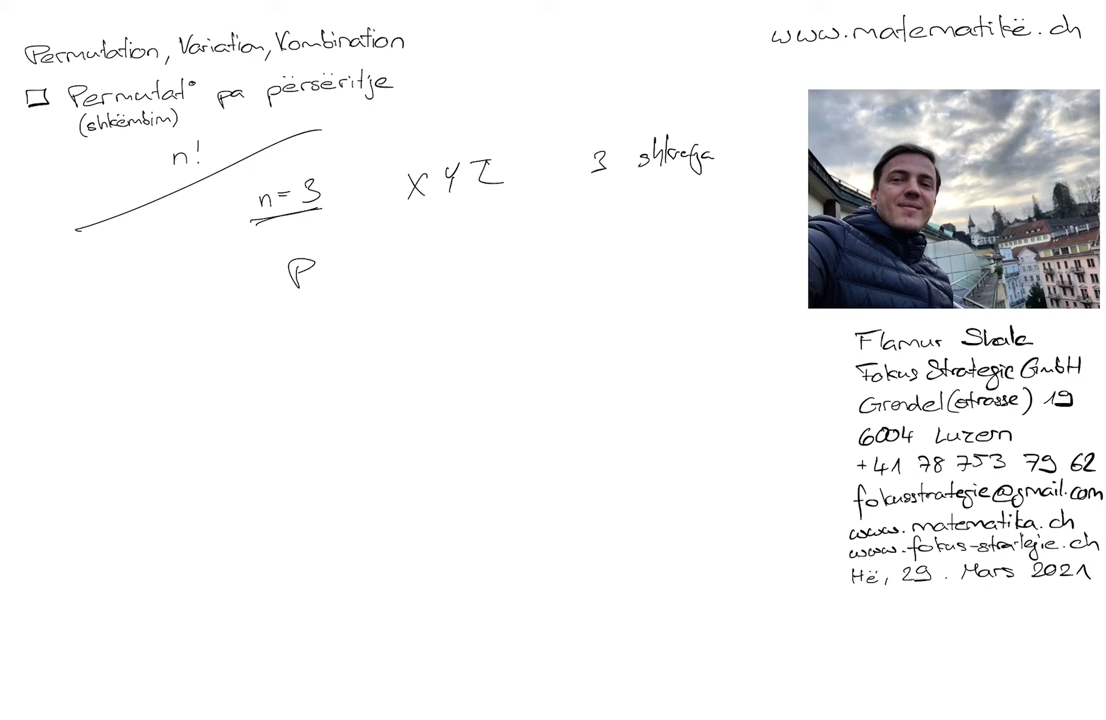 Permutation, Variation, Kombination
Permutat° pa përsëritje
(shkëmbim)
n!
n = 3
X Y Z
3 shkronja
P
www.matematikë.ch
Flamur Shala
Fokus Strategie GmbH
Grendel(strasse) 19
6004 Luzern
+41 78 753 79 62
fokusstrategie@gmail.com
www.matematika.ch
www.fokus-strategie.ch
Hë, 29. Mars 2021